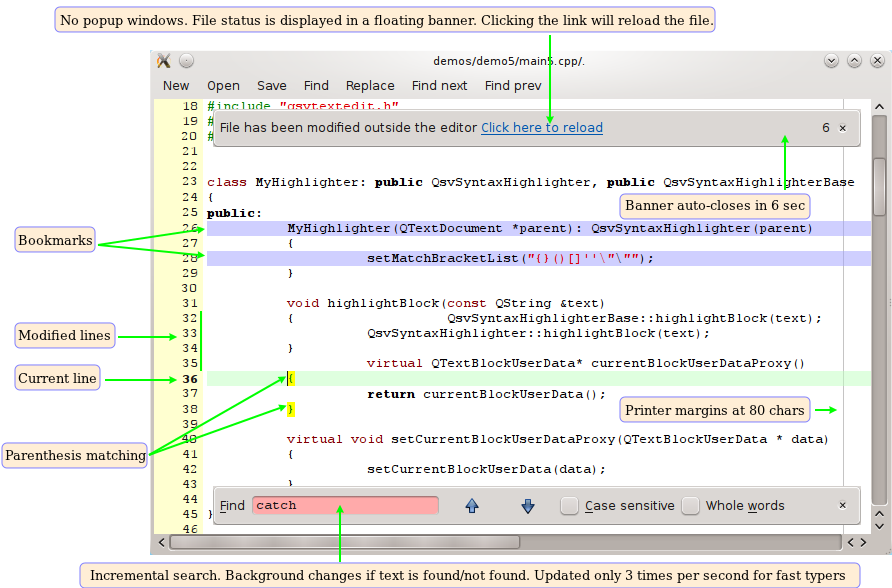 No popup windows. File status is displayed in a floating banner. Clicking the link will reload the file.
demos/demo5/main5.cpp/.
New Open Save Find Replace Find next Find prev
18 #include "qsvtextedit.h"
19 #
File has been modified outside the editor Click here to reload 6 ×
20 #
21
22
23 class MyHighlighter: public QsvSyntaxHighlighter, public QsvSyntaxHighlighterBase
24 {
Banner auto-closes in 6 sec
25 public:
26 MyHighlighter(QTextDocument *parent): QsvSyntaxHighlighter(parent)
Bookmarks
27 {
28 setMatchBracketList("{}()[]''\"\"");
29 }
30
31 void highlightBlock(const QString &text)
32 { QsvSyntaxHighlighterBase::highlightBlock(text);
33 QsvSyntaxHighlighter::highlightBlock(text);
Modified lines
34 }
35 virtual QTextBlockUserData* currentBlockUserDataProxy()
Current line
36 {
37 return currentBlockUserData();
38 }
Printer margins at 80 chars
39
40 virtual void setCurrentBlockUserDataProxy(QTextBlockUserData * data)
41 {
Parenthesis matching
42 setCurrentBlockUserData(data);
43 }
44
Find catch Case sensitive Whole words ×
45 }
46
Incremental search. Background changes if text is found/not found. Updated only 3 times per second for fast typers